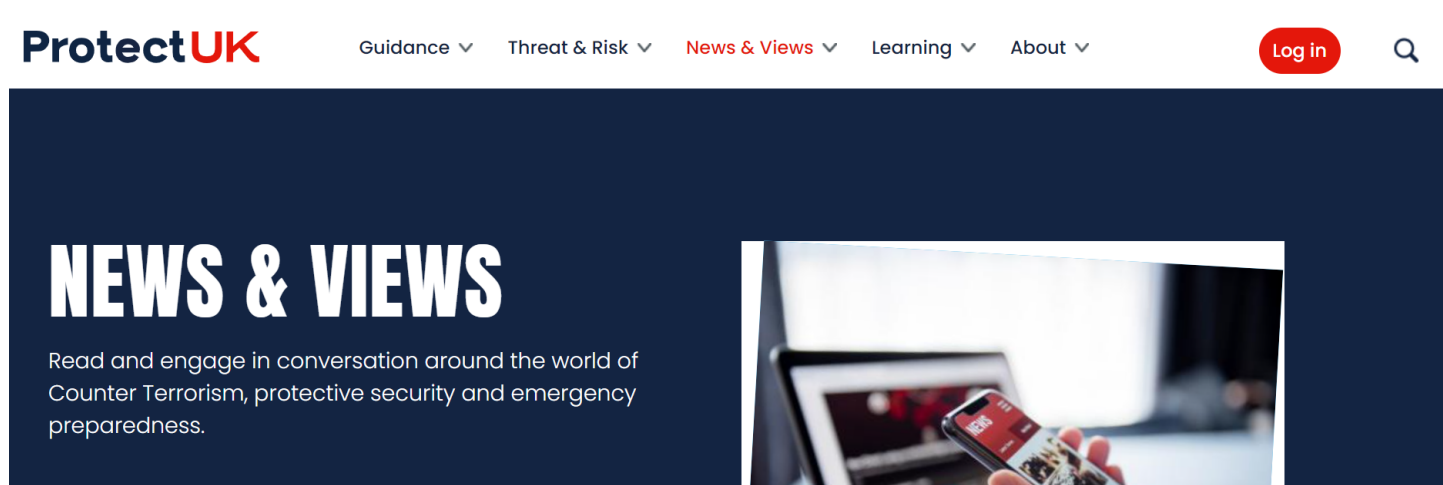 ProtectUK
Guidance Threat & Risk News & Views Learning About Log in
NEWS & VIEWS
Read and engage in conversation around the world of
Counter Terrorism, protective security and emergency
preparedness.
NEWS